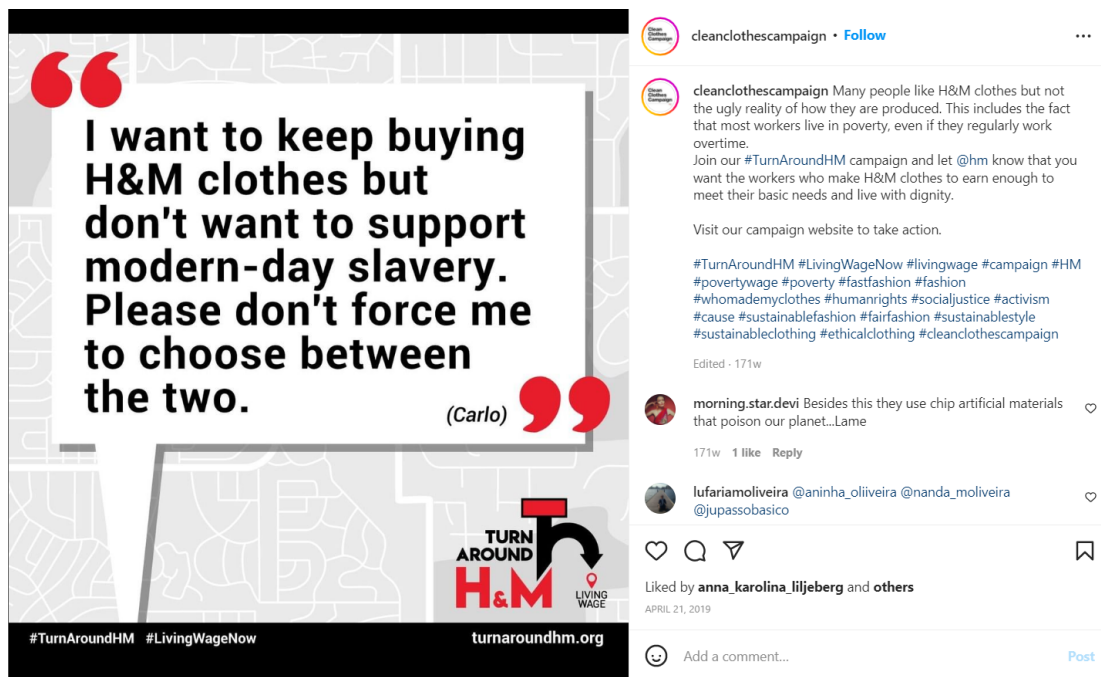 I want to keep buying
H&M clothes but
don't want to support
modern-day slavery.
Please don't force me
to choose between
the two.
(Carlo)
TURN
AROUND
H&M
LIVING
WAGE
#TurnAroundHM #LivingWageNow
turnaroundhm.org
Clean
Clothes
Campaign
cleanclothescampaign • Follow
Clean
Clothes
Campaign
cleanclothescampaign Many people like H&M clothes but not
the ugly reality of how they are produced. This includes the fact
that most workers live in poverty, even if they regularly work
overtime.
Join our #TurnAroundHM campaign and let @hm know that you
want the workers who make H&M clothes to earn enough to
meet their basic needs and live with dignity.
Visit our campaign website to take action.
#TurnAroundHM #LivingWageNow #livingwage #campaign #HM
#povertywage #poverty #fastfashion #fashion
#whomademyclothes #humanrights #socialjustice #activism
#cause #sustainablefashion #fairfashion #sustainablestyle
#sustainableclothing #ethicalclothing #cleanclothescampaign
Edited · 171w
morning.star.devi Besides this they use chip artificial materials
that poison our planet...Lame
171w 1 like Reply
lufariamoliveira @aninha_oliiveira @nanda_moliveira
@jupassobasico
Liked by anna_karolina_liljeberg and others
APRIL 21, 2019
Add a comment...
Post